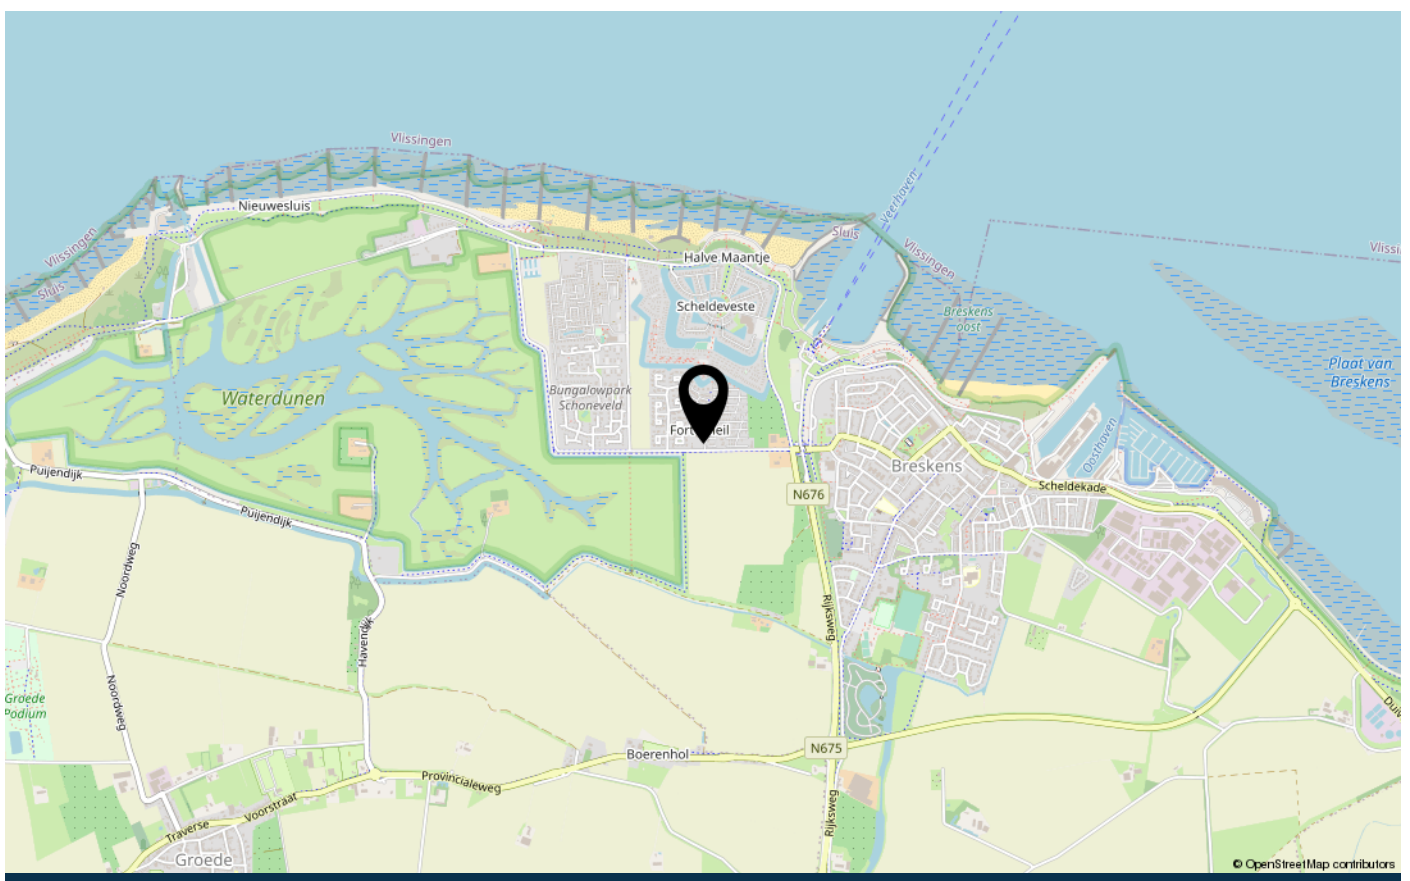 Vlissingen
Nieuwesluis
Veerhaven
Vlissingen
Sluis
Vlissingen
Halve Maantje
Sluis
Scheldeveste
Breskens
oost
Plaat van
Breskens
Waterdunen
Bungalowpark
Schoneveld
Oosthaven
Breskens
Puijendijk
Scheldekade
N676
Puijendijk
Noordweg
Rijksweg
Havendijk
Noordweg
Groede
Podium
N675
Boerenhol
Provincialeweg
Voorstraat
Traverse
Rijksweg
Groede
© OpenStreetMap contributors